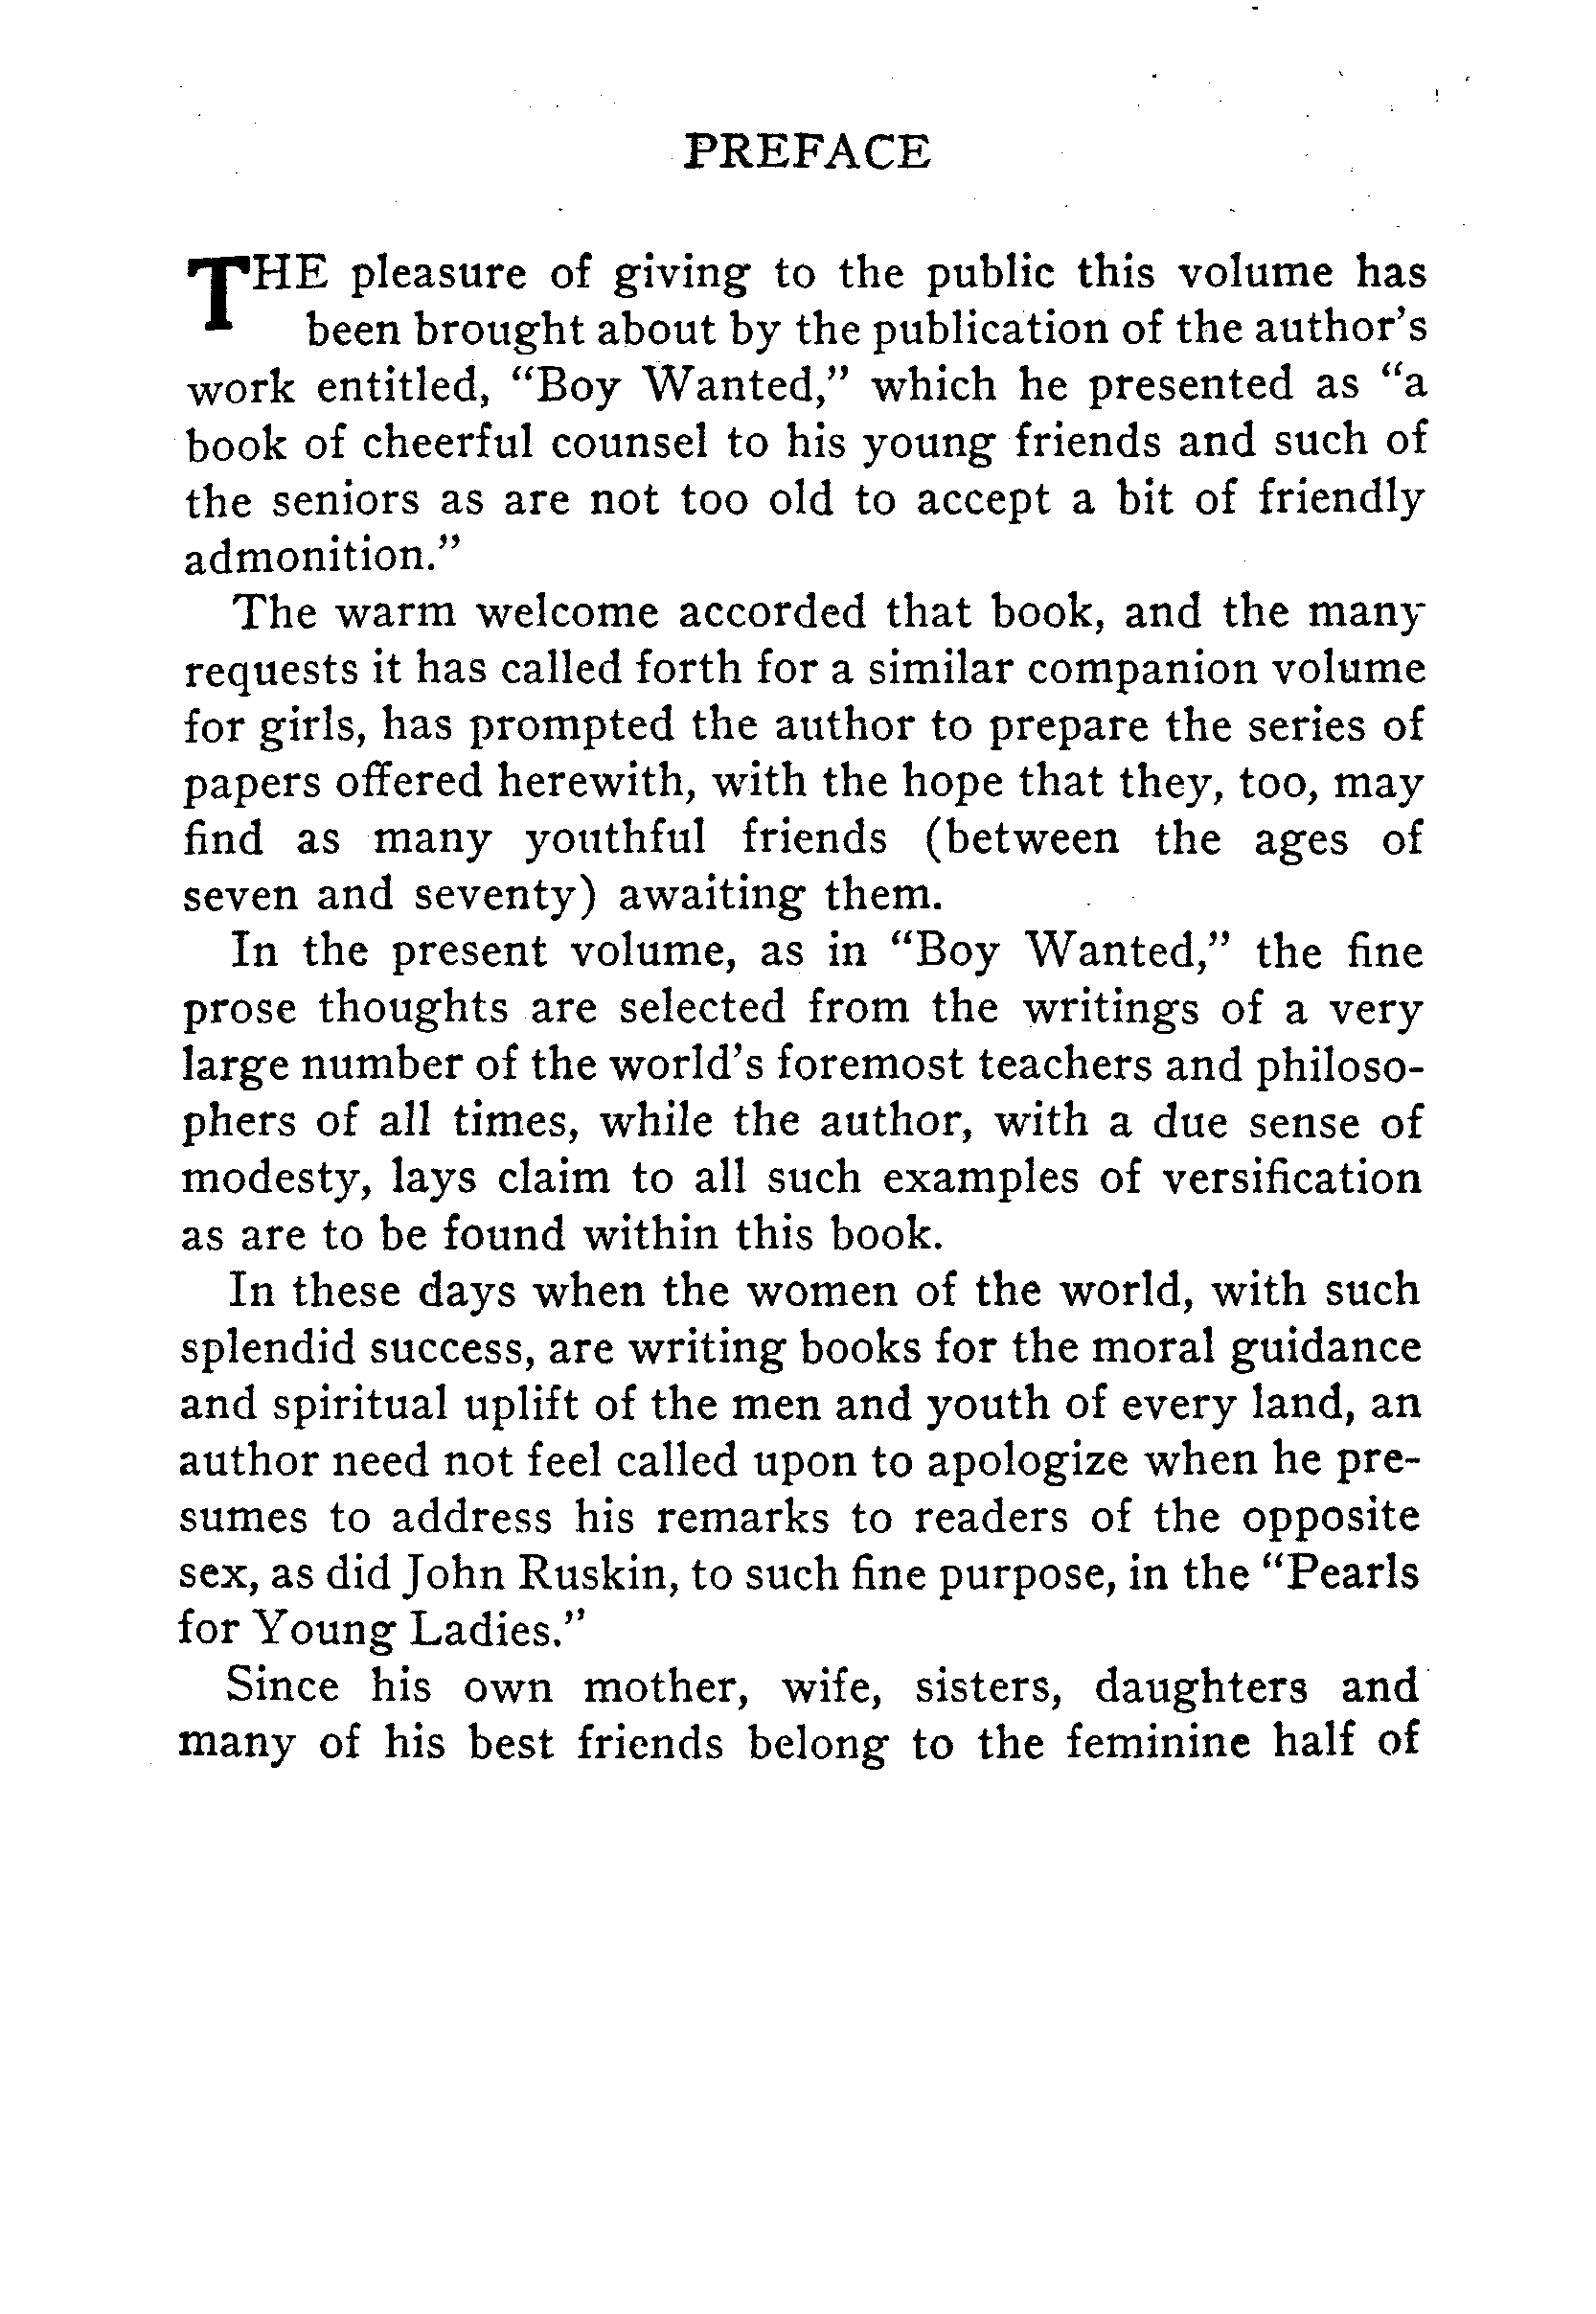 PREFACE
THE pleasure of giving to the public this volume has
been brought about by the publication of the author's
work entitled, “Boy Wanted,” which he presented as “a
book of cheerful counsel to his young friends and such of
the seniors as are not too old to accept a bit of friendly
admonition.”
The warm welcome accorded that book, and the many
requests it has called forth for a similar companion volume
for girls, has prompted the author to prepare the series of
papers offered herewith, with the hope that they, too, may
find as many youthful friends (between the ages of
seven and seventy) awaiting them.
In the present volume, as in “Boy Wanted,” the fine
prose thoughts are selected from the writings of a very
large number of the world's foremost teachers and philoso-
phers of all times, while the author, with a due sense of
modesty, lays claim to all such examples of versification
as are to be found within this book.
In these days when the women of the world, with such
splendid success, are writing books for the moral guidance
and spiritual uplift of the men and youth of every land, an
author need not feel called upon to apologize when he pre-
sumes to address his remarks to readers of the opposite
sex, as did John Ruskin, to such fine purpose, in the “Pearls
for Young Ladies.”
Since his own mother, wife, sisters, daughters and
many of his best friends belong to the feminine half of